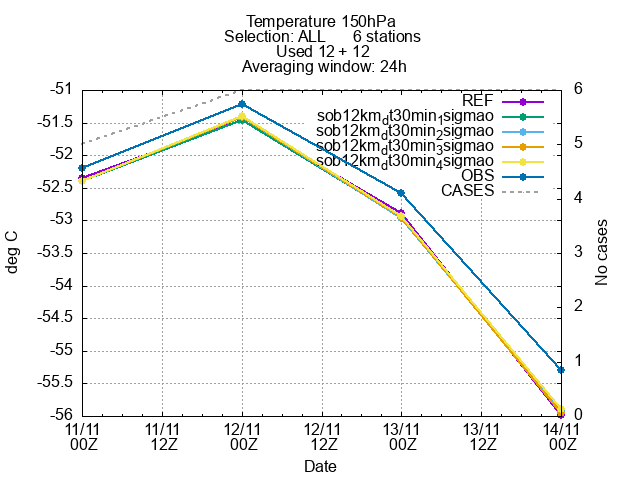 Temperature 150hPa
Selection: ALL 6 stations
Used 12 + 12
Averaging window: 24h
REF
sob12km_dt30min_1sigmao
sob12km_dt30min_2sigmao
sob12km_dt30min_3sigmao
sob12km_dt30min_4sigmao
OBS
CASES
deg C
-51
-51.5
-52
-52.5
-53
-53.5
-54
-54.5
-55
-55.5
-56
No cases
6
5
4
3
2
1
0
11/11 11/11 12/11 12/11 13/11 13/11 14/11
00Z 12Z 00Z 12Z 00Z 12Z 00Z
Date